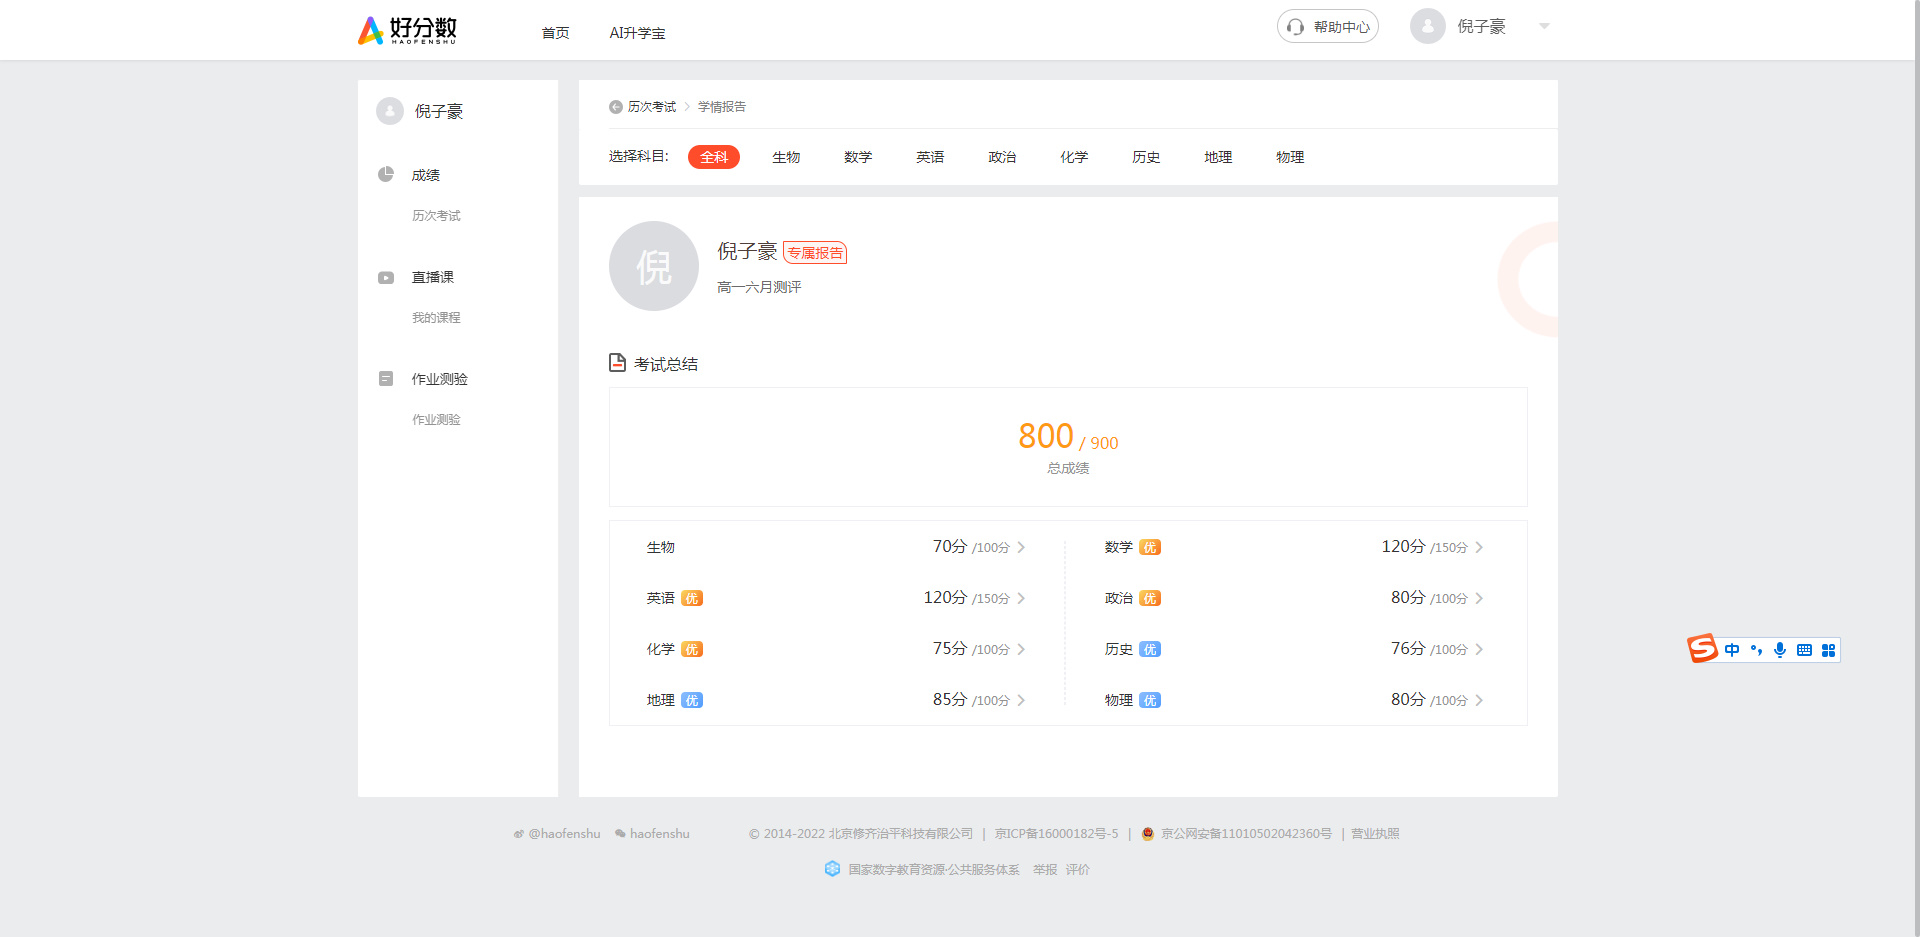 好分数
HAOFENSHU
首页 AI升学宝
帮助中心 倪子豪
倪子豪
成绩
历次考试
直播课
我的课程
作业测验
作业测验
历次考试 > 学情报告
选择科目: 全科 生物 数学 英语 政治 化学 历史 地理 物理
倪
倪子豪 专属报告
高一六月测评
考试总结
800 / 900
总成绩
生物 70分 /100分
数学 优 120分 /150分
英语 优 120分 /150分
政治 优 80分 /100分
化学 优 75分 /100分
历史 优 76分 /100分
地理 优 85分 /100分
物理 优 80分 /100分
中
@haofenshu haofenshu © 2014-2022 北京修齐治平科技有限公司 | 京ICP备16000182号-5 | 京公网安备11010502042360号 | 营业执照
国家数字教育资源·公共服务体系 举报 评价